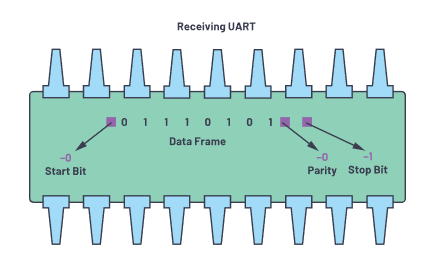 Receiving UART
0 1 1 1 0 1 0 1
Data Frame
–0
Start Bit
–0
Parity
–1
Stop Bit